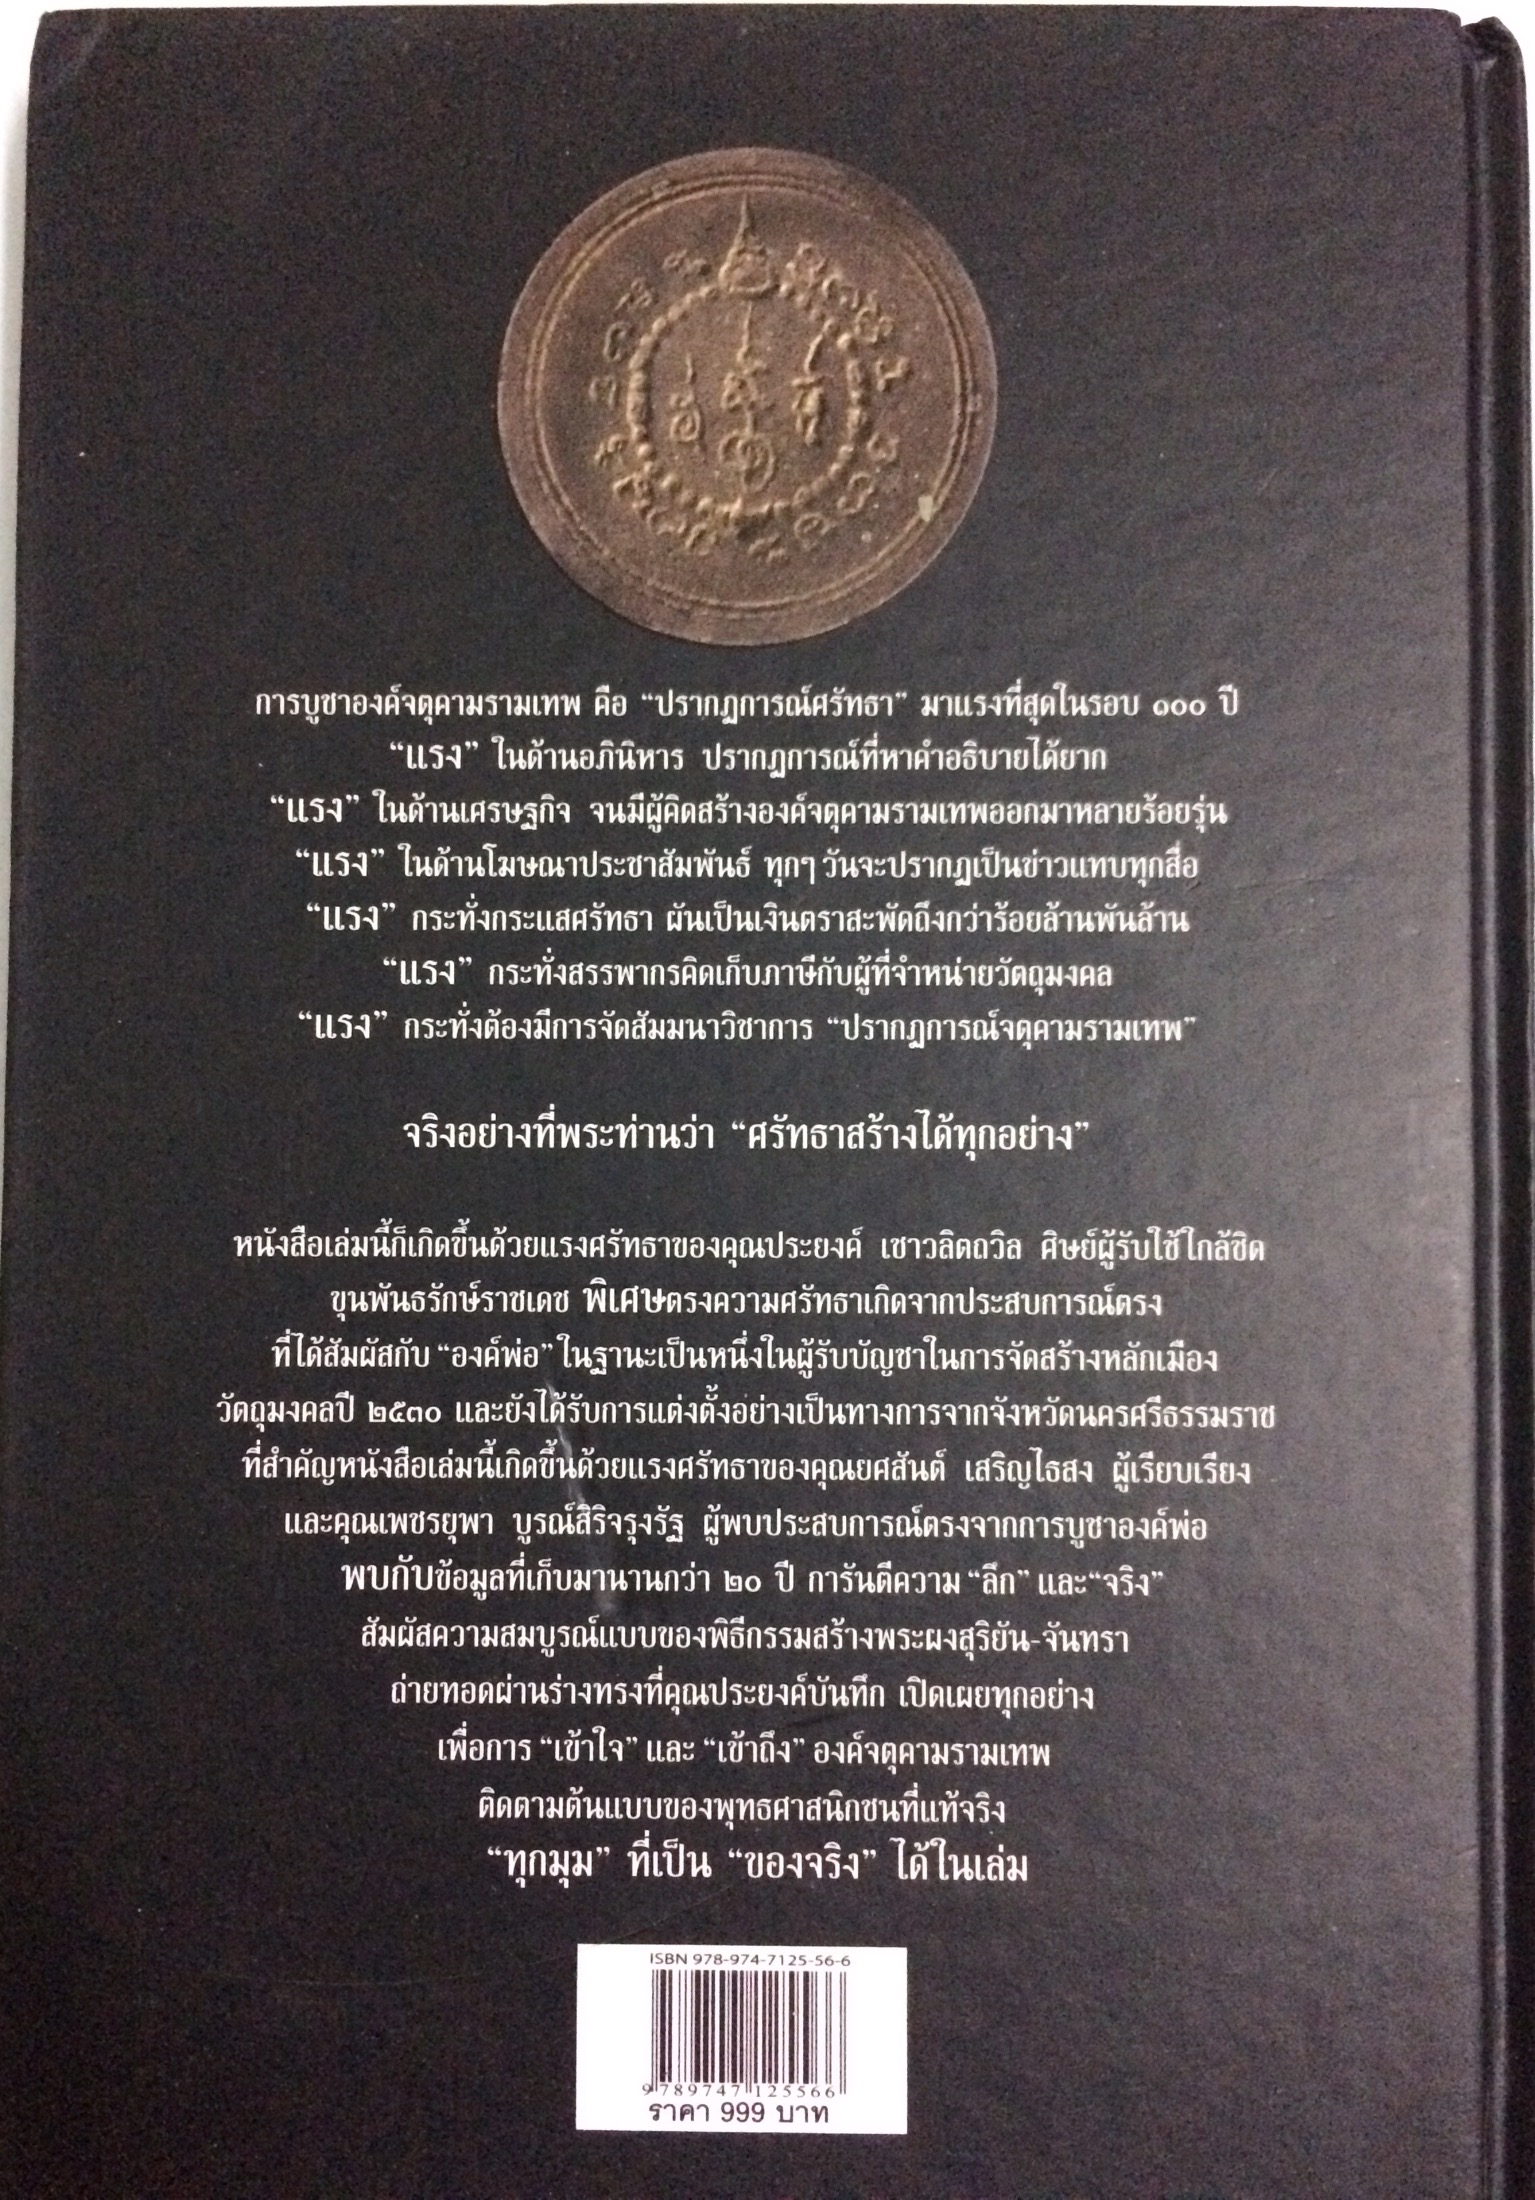 การบูชาองค์จตุคามรามเทพ คือ “ปรากฏการณ์ศรัทธา” มาแรงที่สุดในรอบ ๑๐๐ ปี
“แรง” ในด้านอภินิหาร ปรากฏการณ์ที่หาคำอธิบายได้ยาก
“แรง” ในด้านเศรษฐกิจ จนมีผู้คิดสร้างองค์จตุคามรามเทพออกมาหลายร้อยรุ่น
“แรง” ในด้านโฆษณาประชาสัมพันธ์ ทุกๆ วันจะปรากฏเป็นข่าวแทบทุกสื่อ
“แรง” กระทั่งกระแสศรัทธา ผันเป็นเงินตราสะพัดถึงกว่าร้อยล้านพันล้าน
“แรง” กระทั่งสรรพากรคิดเก็บภาษีกับผู้ที่จำหน่ายวัตถุมงคล
“แรง” กระทั่งต้องมีการจัดสัมมนาวิชาการ “ปรากฏการณ์จตุคามรามเทพ”
จริงอย่างที่พระท่านว่า “ศรัทธาสร้างได้ทุกอย่าง”
หนังสือเล่มนี้ก็เกิดขึ้นด้วยแรงศรัทธาของคุณประยงค์ เชาวลิตถวิล ศิษย์ผู้รับใช้ใกล้ชิด
ขุนพันธรักษ์ราชเดช พิเศษตรงความศรัทธาเกิดจากประสบการณ์ตรง
ที่ได้สัมผัสกับ “องค์พ่อ” ในฐานะเป็นหนึ่งในผู้รับบัญชาในการจัดสร้างหลักเมือง
วัตถุมงคลปี ๒๕๓๐ และยังได้รับการแต่งตั้งอย่างเป็นทางการจากจังหวัดนครศรีธรรมราช
ที่สำคัญหนังสือเล่มนี้เกิดขึ้นด้วยแรงศรัทธาของคุณยศสันต์ เสริญไธสง ผู้เรียบเรียง
และคุณเพชรยุพา บูรณ์สิริจรุงรัฐ ผู้พบประสบการณ์ตรงจากการบูชาองค์พ่อ
พบกับข้อมูลที่เก็บมานานกว่า ๒๐ ปี การันตีความ “ลึก” และ“จริง”
สัมผัสความสมบูรณ์แบบของพิธีกรรมสร้างพระผงสุริยัน-จันทรา
ถ่ายทอดผ่านร่างทรงที่คุณประยงค์บันทึก เปิดเผยทุกอย่าง
เพื่อการ “เข้าใจ” และ “เข้าถึง” องค์จตุคามรามเทพ
ติดตามต้นแบบของพุทธศาสนิกชนที่แท้จริง
“ทุกมุม” ที่เป็น “ของจริง” ได้ในเล่ม
ISBN 978-974-7125-56-6
9 789747 125566
ราคา 999 บาท